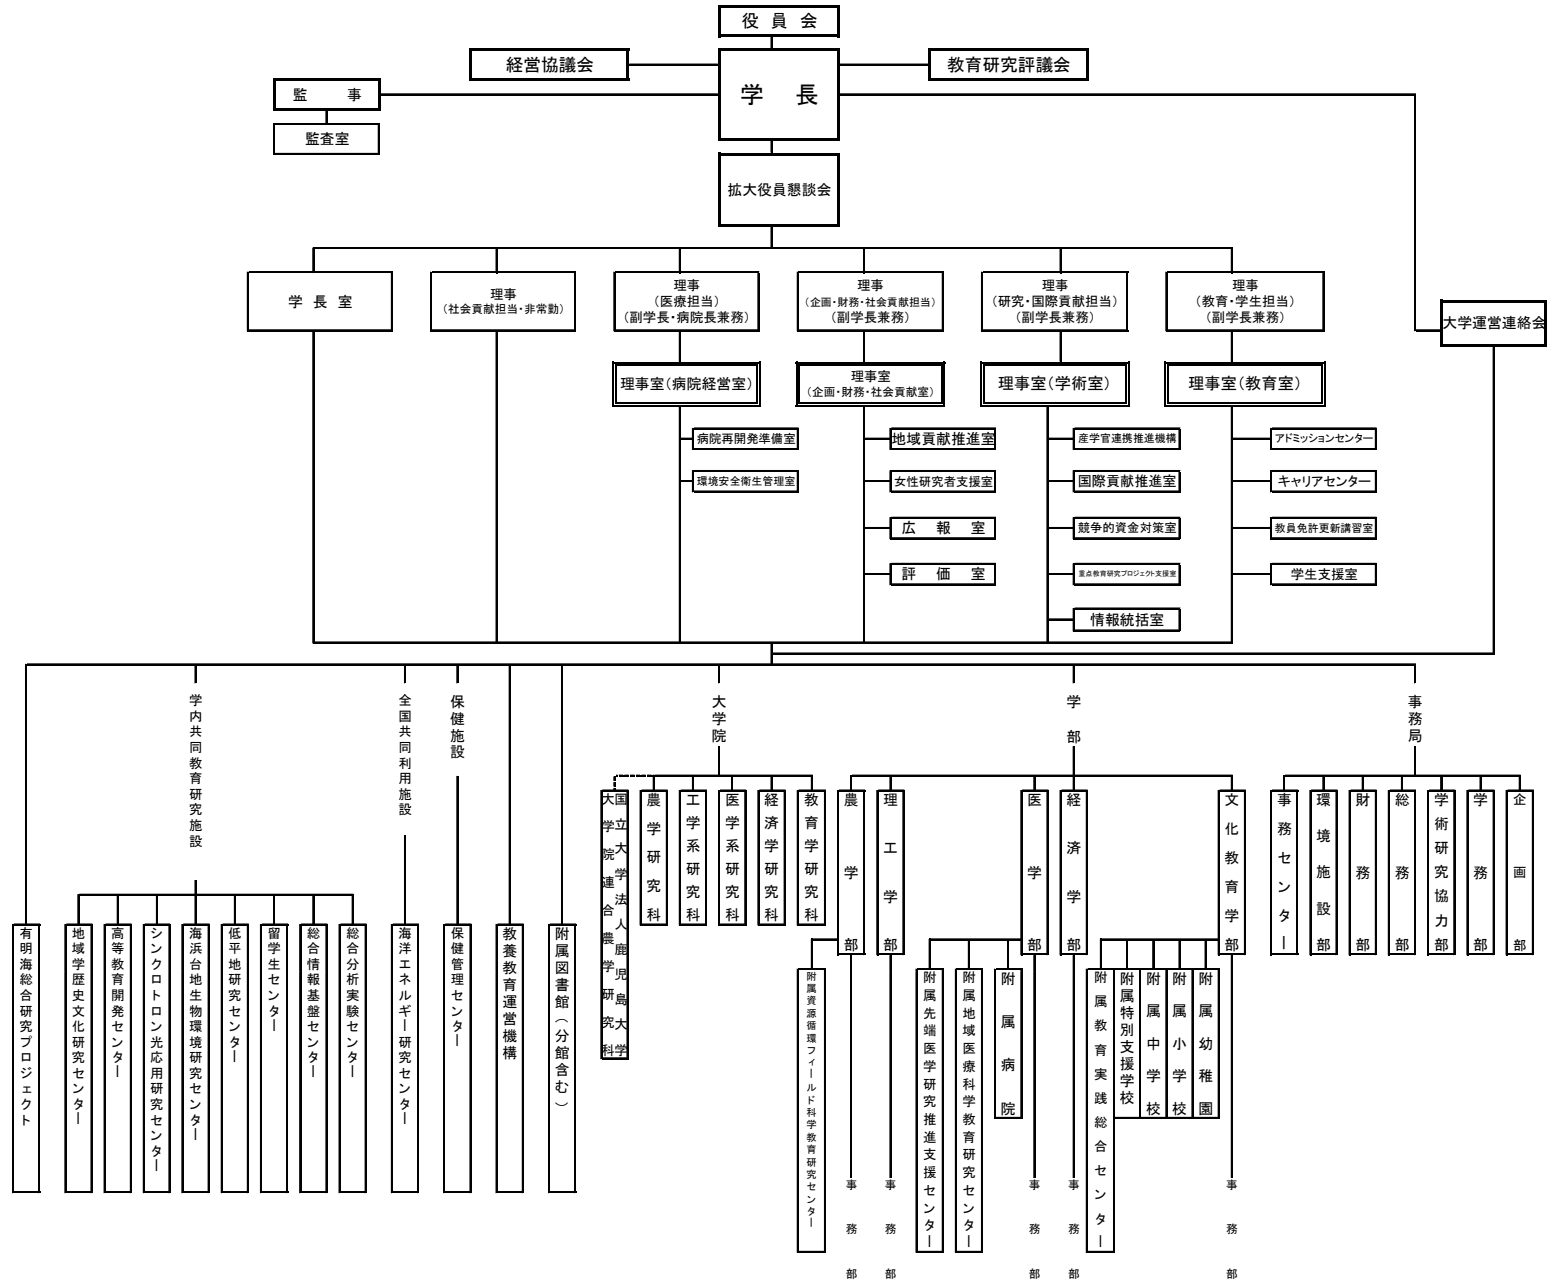 役員会
経営協議会
教育研究評議会
学長
監事
監査室
拡大役員懇談会
学長室
理事
(社会貢献担当・非常勤)
理事
(医療担当)
(副学長・病院長兼務)
理事
(企画・財務・社会貢献担当)
(副学長兼務)
理事
(研究・国際貢献担当)
(副学長兼務)
理事
(教育・学生担当)
(副学長兼務)
大学運営連絡会
理事室(病院経営室)
理事室
(企画・財務・社会貢献室)
理事室(学術室)
理事室(教育室)
病院再開発準備室
環境安全衛生管理室
地域貢献推進室
女性研究者支援室
広報室
評価室
産学官連携推進機構
国際貢献推進室
競争的資金対策室
重点教育研究プロジェクト支援室
情報統括室
アドミッションセンター
キャリアセンター
教員免許更新講習室
学生支援室
学内共同教育研究施設
全国共同利用施設
保健施設
大学院
学部
事務局
有明海総合研究プロジェクト
地域学歴史文化研究センター
高等教育開発センター
シンクロトロン光応用研究センター
海浜台地生物環境研究センター
低平地研究センター
留学生センター
総合情報基盤センター
総合分析実験センター
海洋エネルギー研究センター
保健管理センター
教養教育運営機構
附属図書館(分館含む)
国立大学法人鹿児島大学
大学院連合農学研究科
農学研究科
工学系研究科
医学系研究科
経済学研究科
教育学研究科
農学部
理工学部
医学部
経済学部
文化教育学部
事務センター
環境施設部
財務部
総務部
学術研究協力部
学務部
企画部
附属資源循環フィールド科学教育研究センター
附属先端医学研究推進支援センター
附属地域医療科学教育研究センター
附属病院
附属教育実践総合センター
附属特別支援学校
附属中学校
附属小学校
附属幼稚園
事務部
事務部
事務部
事務部
事務部